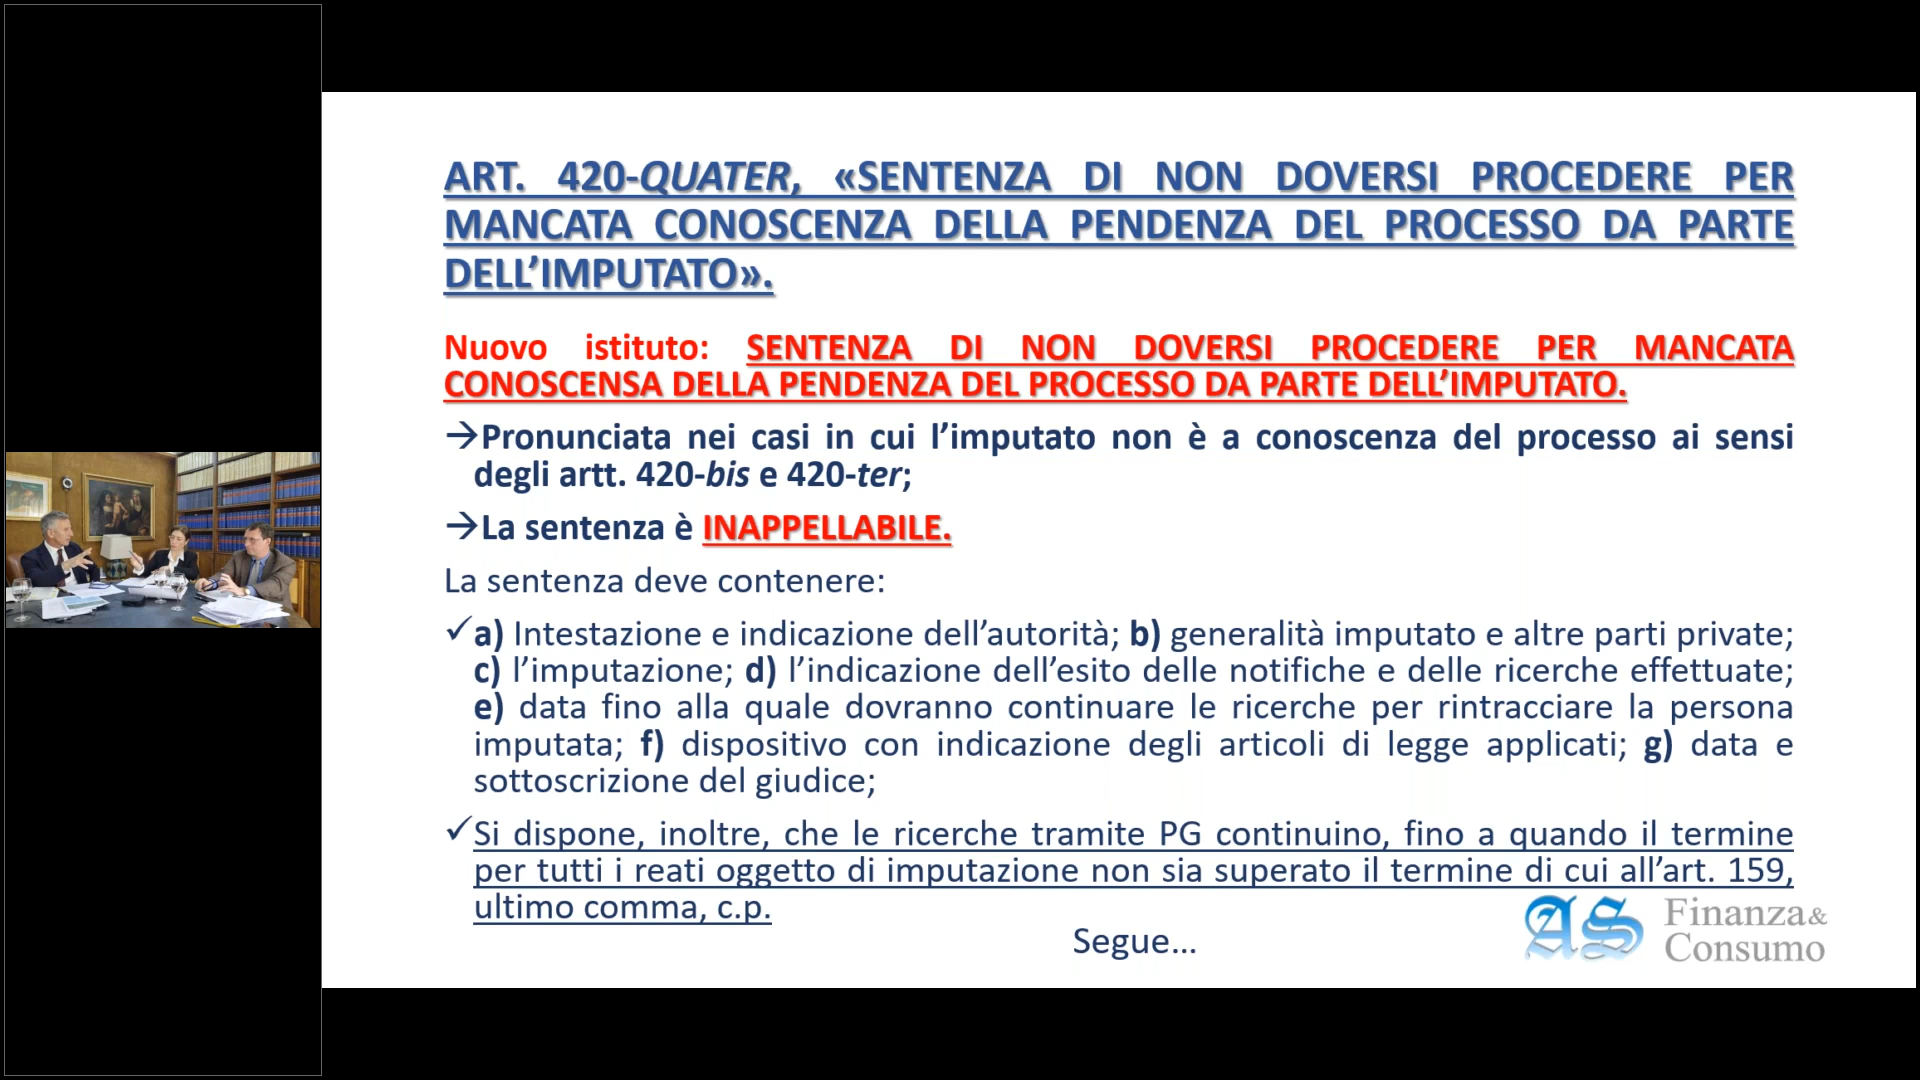 ART. 420-QUATER, «SENTENZA DI NON DOVERSI PROCEDERE PER
MANCATA CONOSCENZA DELLA PENDENZA DEL PROCESSO DA PARTE
DELL’IMPUTATO».
Nuovo istituto: SENTENZA DI NON DOVERSI PROCEDERE PER MANCATA
CONOSCENSA DELLA PENDENZA DEL PROCESSO DA PARTE DELL’IMPUTATO.
→Pronunciata nei casi in cui l’imputato non è a conoscenza del processo ai sensi
degli artt. 420-bis e 420-ter;
→La sentenza è INAPPELLABILE.
La sentenza deve contenere:
✓a) Intestazione e indicazione dell’autorità; b) generalità imputato e altre parti private;
c) l’imputazione; d) l’indicazione dell’esito delle notifiche e delle ricerche effettuate;
e) data fino alla quale dovranno continuare le ricerche per rintracciare la persona
imputata; f) dispositivo con indicazione degli articoli di legge applicati; g) data e
sottoscrizione del giudice;
✓Si dispone, inoltre, che le ricerche tramite PG continuino, fino a quando il termine
per tutti i reati oggetto di imputazione non sia superato il termine di cui all’art. 159,
ultimo comma, c.p.
Segue...
AS Finanza&
Consumo